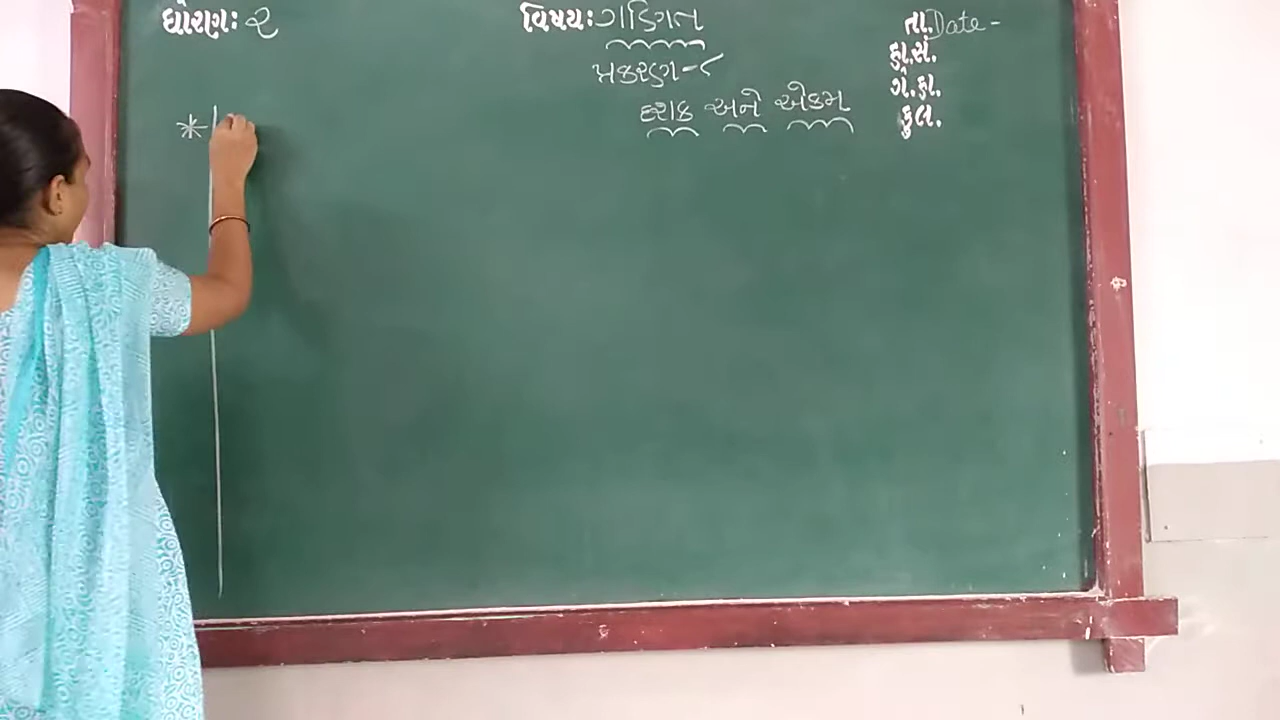 ધોરણ: ૨
વિષય: ગણિત
પ્રકરણ-૮
દશક અને એકમ
તા. Date -
હા.સં.
ગે.હા.
કુલ.
*